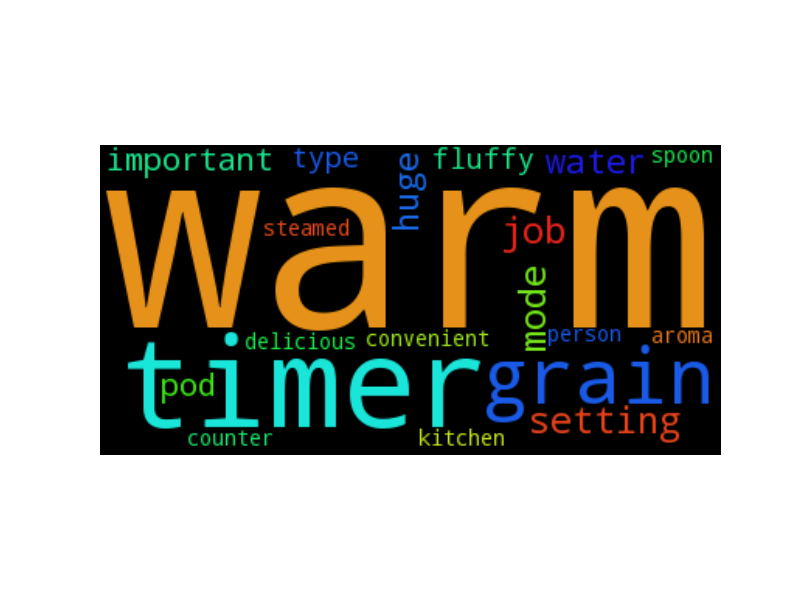 important type huge fluffy water spoon
warm
steamed job
mode
delicious convenient person aroma
timer grain
pod
setting
counter kitchen